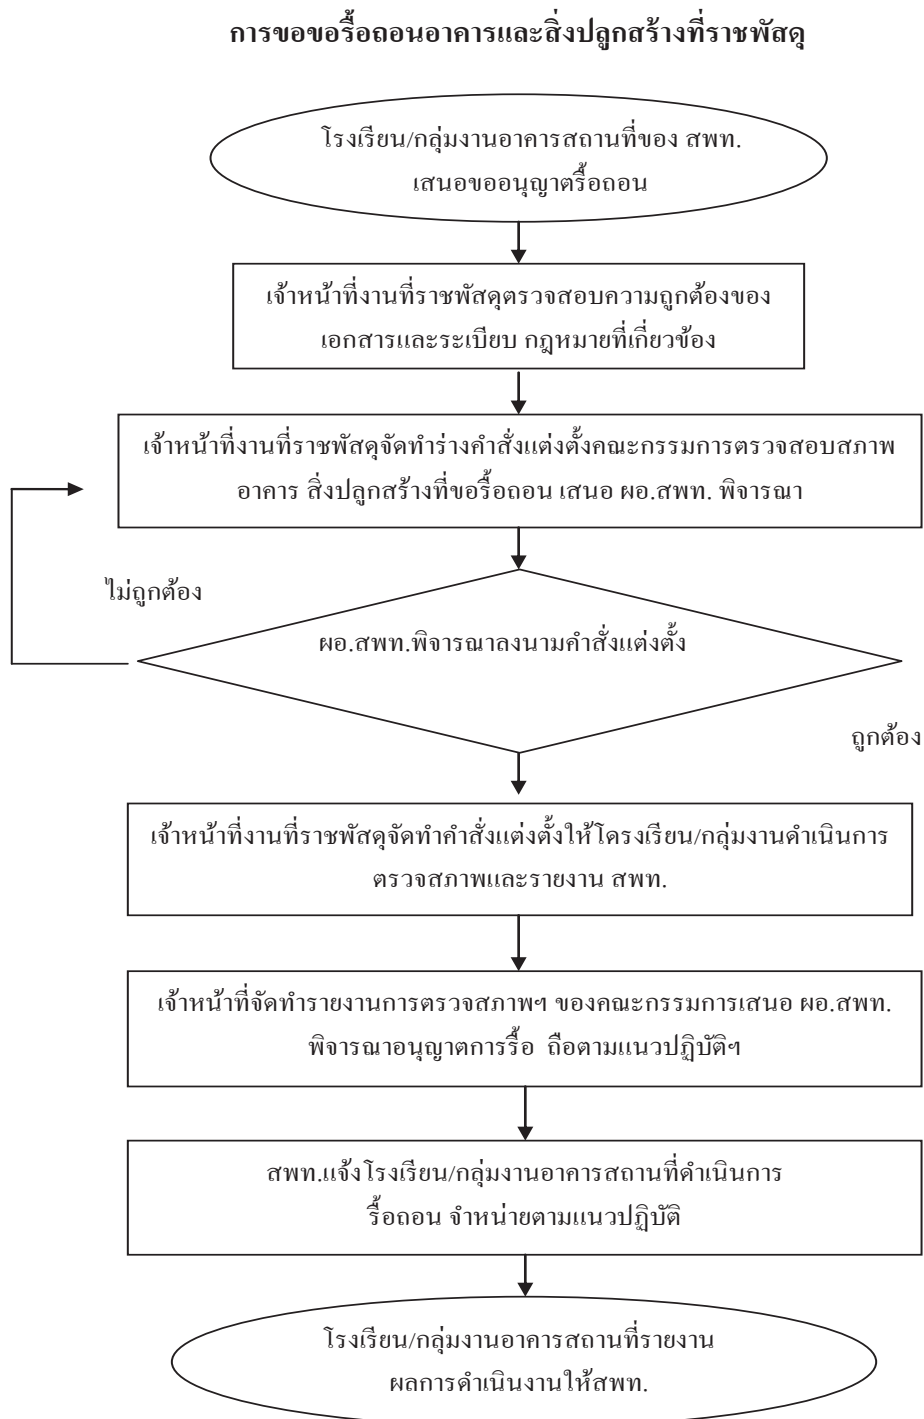 การขอขอรื้อถอนอาคารและสิ่งปลูกสร้างที่ราชพัสดุ
โรงเรียน/กลุ่มงานอาคารสถานที่ของ สพท.
เสนอขออนุญาตรื้อถอน
เจ้าหน้าที่งานที่ราชพัสดุตรวจสอบความถูกต้องของ
เอกสารและระเบียบ กฎหมายที่เกี่ยวข้อง
เจ้าหน้าที่งานที่ราชพัสดุจัดทำร่างคำสั่งแต่งตั้งคณะกรรมการตรวจสอบสภาพ
อาคาร สิ่งปลูกสร้างที่ขอรื้อถอน เสนอ ผอ.สพท. พิจารณา
ไม่ถูกต้อง
ผอ.สพท.พิจารณาลงนามคำสั่งแต่งตั้ง
ถูกต้อง
เจ้าหน้าที่งานที่ราชพัสดุจัดทำคำสั่งแต่งตั้งให้โครงเรียน/กลุ่มงานดำเนินการ
ตรวจสภาพและรายงาน สพท.
เจ้าหน้าที่จัดทำรายงานการตรวจสภาพฯ ของคณะกรรมการเสนอ ผอ.สพท.
พิจารณาอนุญาตการรื้อ ถือตามแนวปฏิบัติฯ
สพท.แจ้งโรงเรียน/กลุ่มงานอาคารสถานที่ดำเนินการ
รื้อถอน จำหน่ายตามแนวปฏิบัติ
โรงเรียน/กลุ่มงานอาคารสถานที่รายงาน
ผลการดำเนินงานให้สพท.